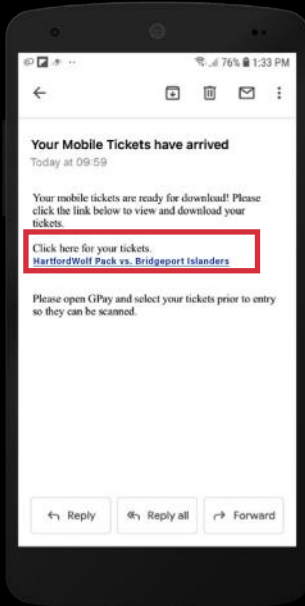 76% 1:33 PM
Your Mobile Tickets have arrived
Today at 09:59
Your mobile tickets are ready for download! Please
click the link below to view and download your
tickets.
Click here for your tickets.
HartfordWolf Pack vs. Bridgeport Islanders
Please open GPay and select your tickets prior to entry
so they can be scanned.
Reply
Reply all
Forward